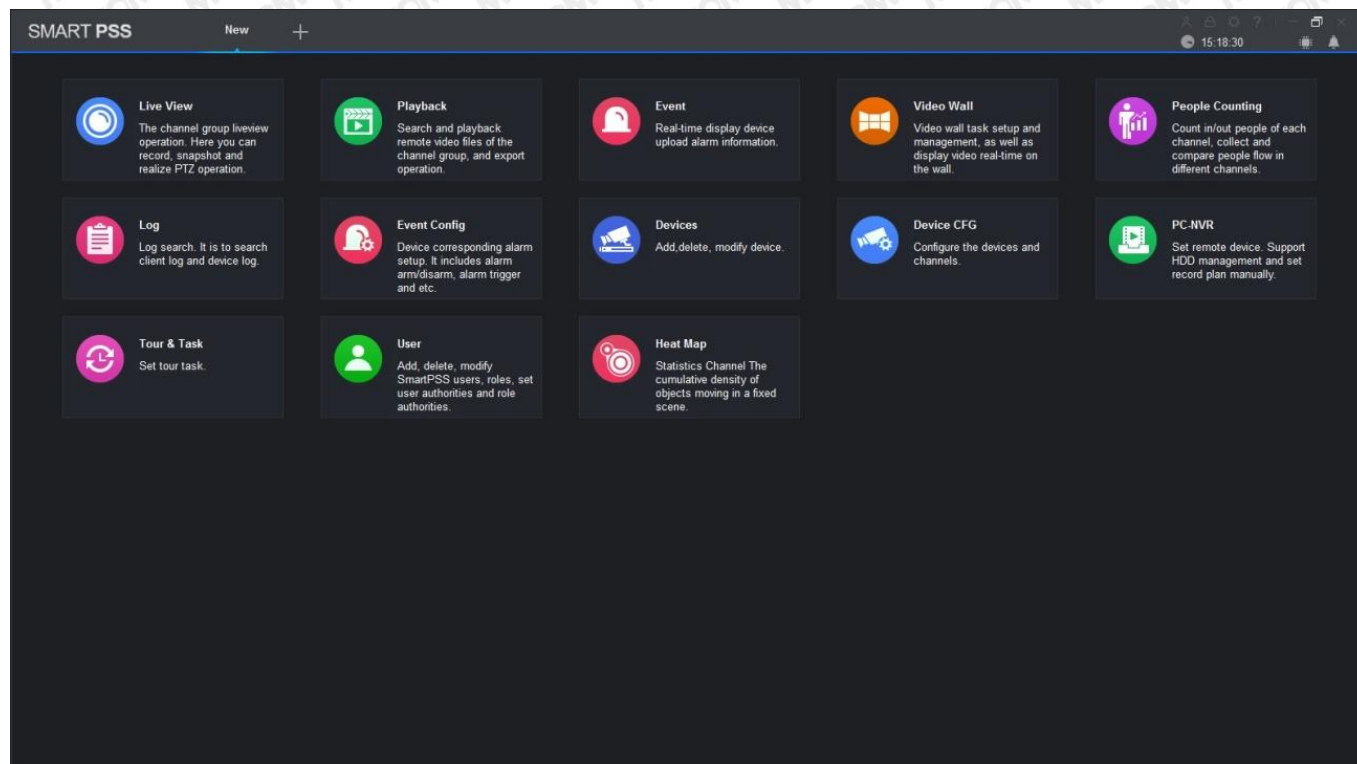 SMART PSS
New
15:18:30
Live View
The channel group liveview
operation. Here you can
record, snapshot and
realize PTZ operation.
Playback
Search and playback
remote video files of the
channel group, and export
operation.
Event
Real-time display device
upload alarm information.
Video Wall
Video wall task setup and
management, as well as
display video real-time on
the wall.
People Counting
Count in/out people of each
channel, collect and
compare people flow in
different channels.
Log
Log search. It is to search
client log and device log.
Event Config
Device corresponding alarm
setup. It includes alarm
arm/disarm, alarm trigger
and etc.
Devices
Add,delete, modify device.
Device CFG
Configure the devices and
channels.
PC-NVR
Set remote device. Support
HDD management and set
record plan manually.
Tour & Task
Set tour task.
User
Add, delete, modify
SmartPSS users, roles, set
user authorities and role
authorities.
Heat Map
Statistics Channel The
cumulative density of
objects moving in a fixed
scene.